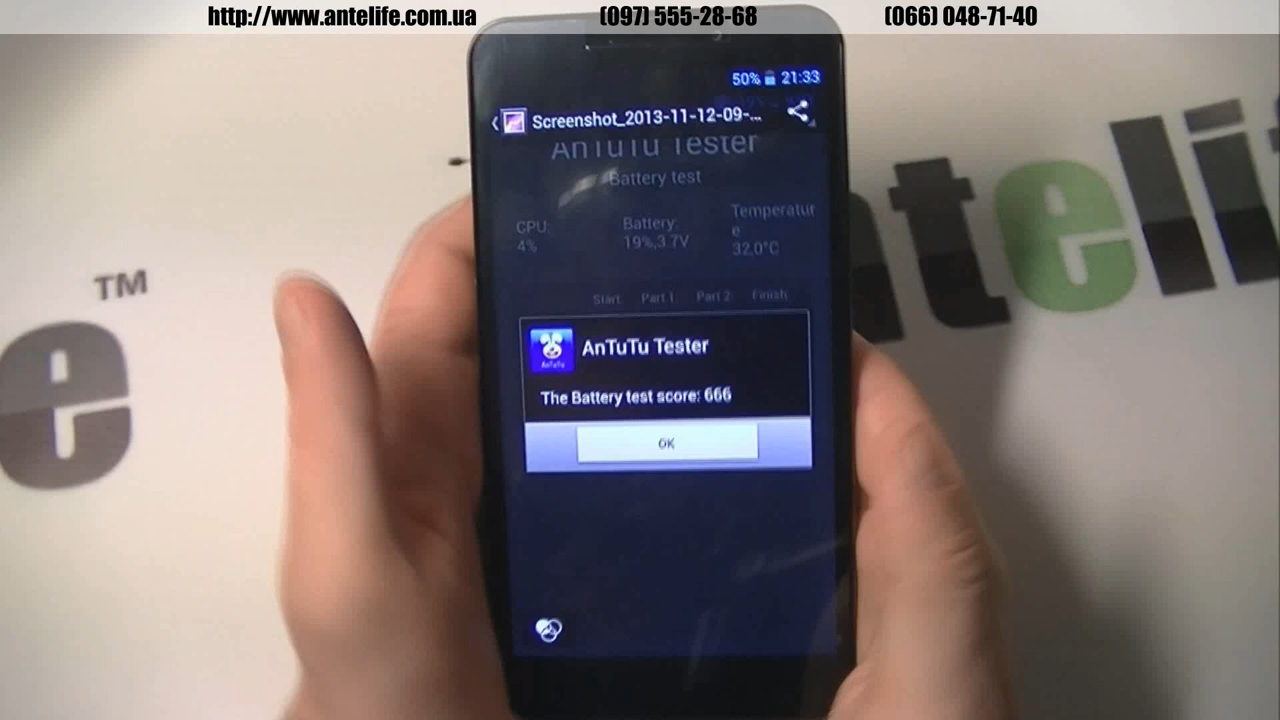 http://www.antelife.com.ua (097) 555-28-68 (066) 048-71-40
50% 21:33
Screenshot_2013-11-12-09-...
AnTuTu Tester
Battery test
CPU:
4%
Battery:
19%,3.7V
Temperatur
e
32,0°C
Start Part 1 Part 2 Finish
AnTuTu Tester
AnTuTu
The Battery test score: 666
OK
TM
e
nteli